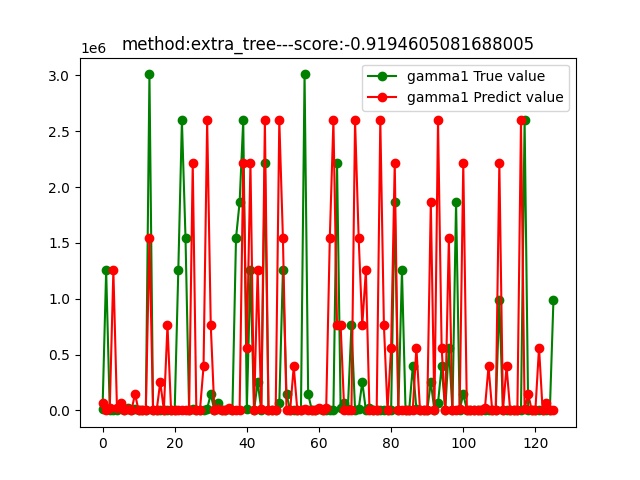 method:extra_tree---score:-0.9194605081688005
1e6
gamma1 True value
gamma1 Predict value
3.0
2.5
2.0
1.5
1.0
0.5
0.0
0 20 40 60 80 100 120